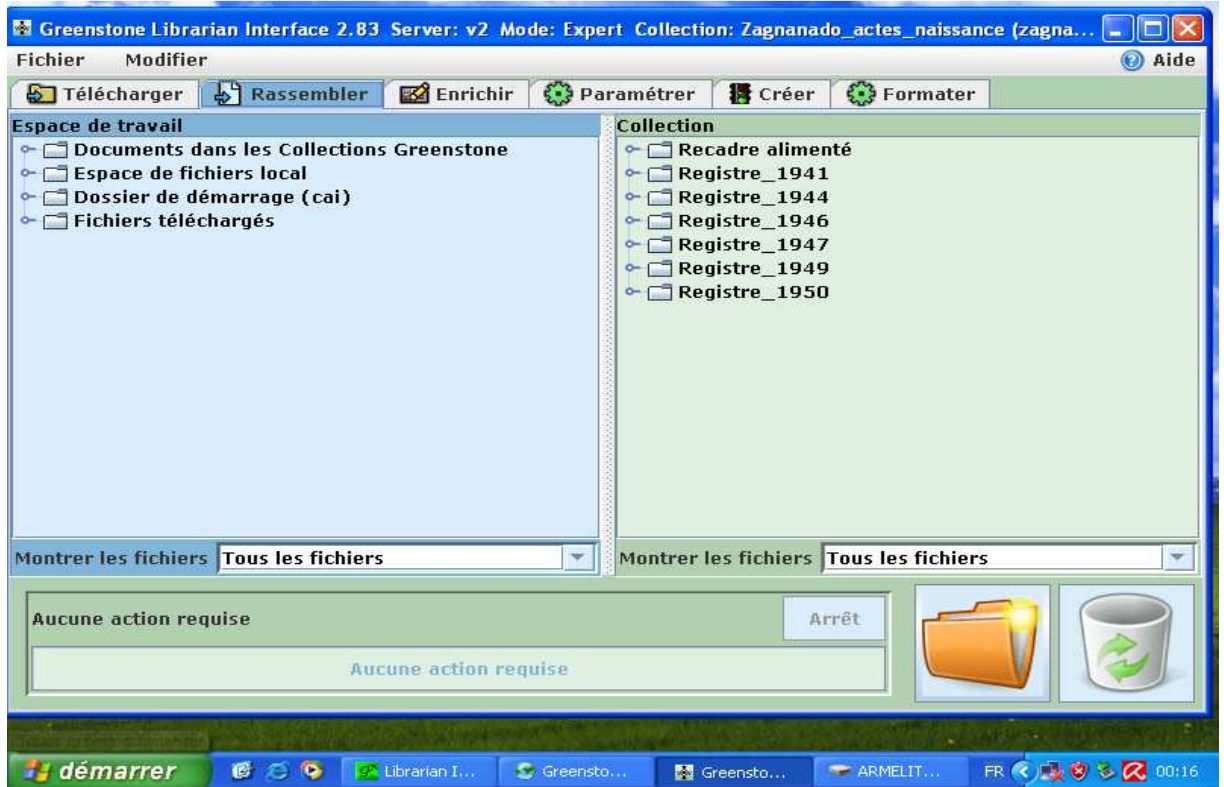 Greenstone Librarian Interface 2.83 Server: v2 Mode: Expert Collection: Zagnanado_actes_naissance (zagna...
Fichier Modifier Aide
Télécharger Rassembler Enrichir Paramétrer Créer Formater
Espace de travail
Documents dans les Collections Greenstone
Espace de fichiers local
Dossier de démarrage (cai)
Fichiers téléchargés
Montrer les fichiers Tous les fichiers
Collection
Recadre alimenté
Registre_1941
Registre_1944
Registre_1946
Registre_1947
Registre_1949
Registre_1950
Montrer les fichiers Tous les fichiers
Aucune action requise Arrêt
Aucune action requise
démarrer Librarian I... Greensto... Greensto... ARMELIT... FR 00:16